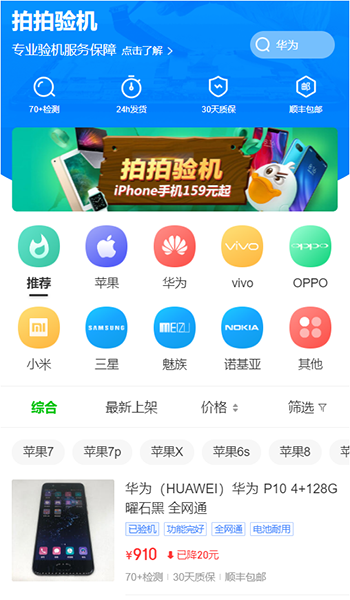 拍拍验机
专业验机服务保障 点击了解 >
华为
70+检测 24h发货 30天质保 顺丰包邮
邮
拍拍验机
iPhone手机159元起
vivo oppo
推荐 苹果 华为 vivo OPPO
mi SAMSUNG MEIZU NOKIA
小米 三星 魅族 诺基亚 其他
综合 最新上架 价格 筛选
苹果7 苹果7p 苹果X 苹果6s 苹果8 苹
华为（HUAWEI）华为 P10 4+128G
曜石黑 全网通
已验机 功能完好 全网通 电池耐用
¥910 已降20元
70+检测 | 30天质保 | 顺丰包邮